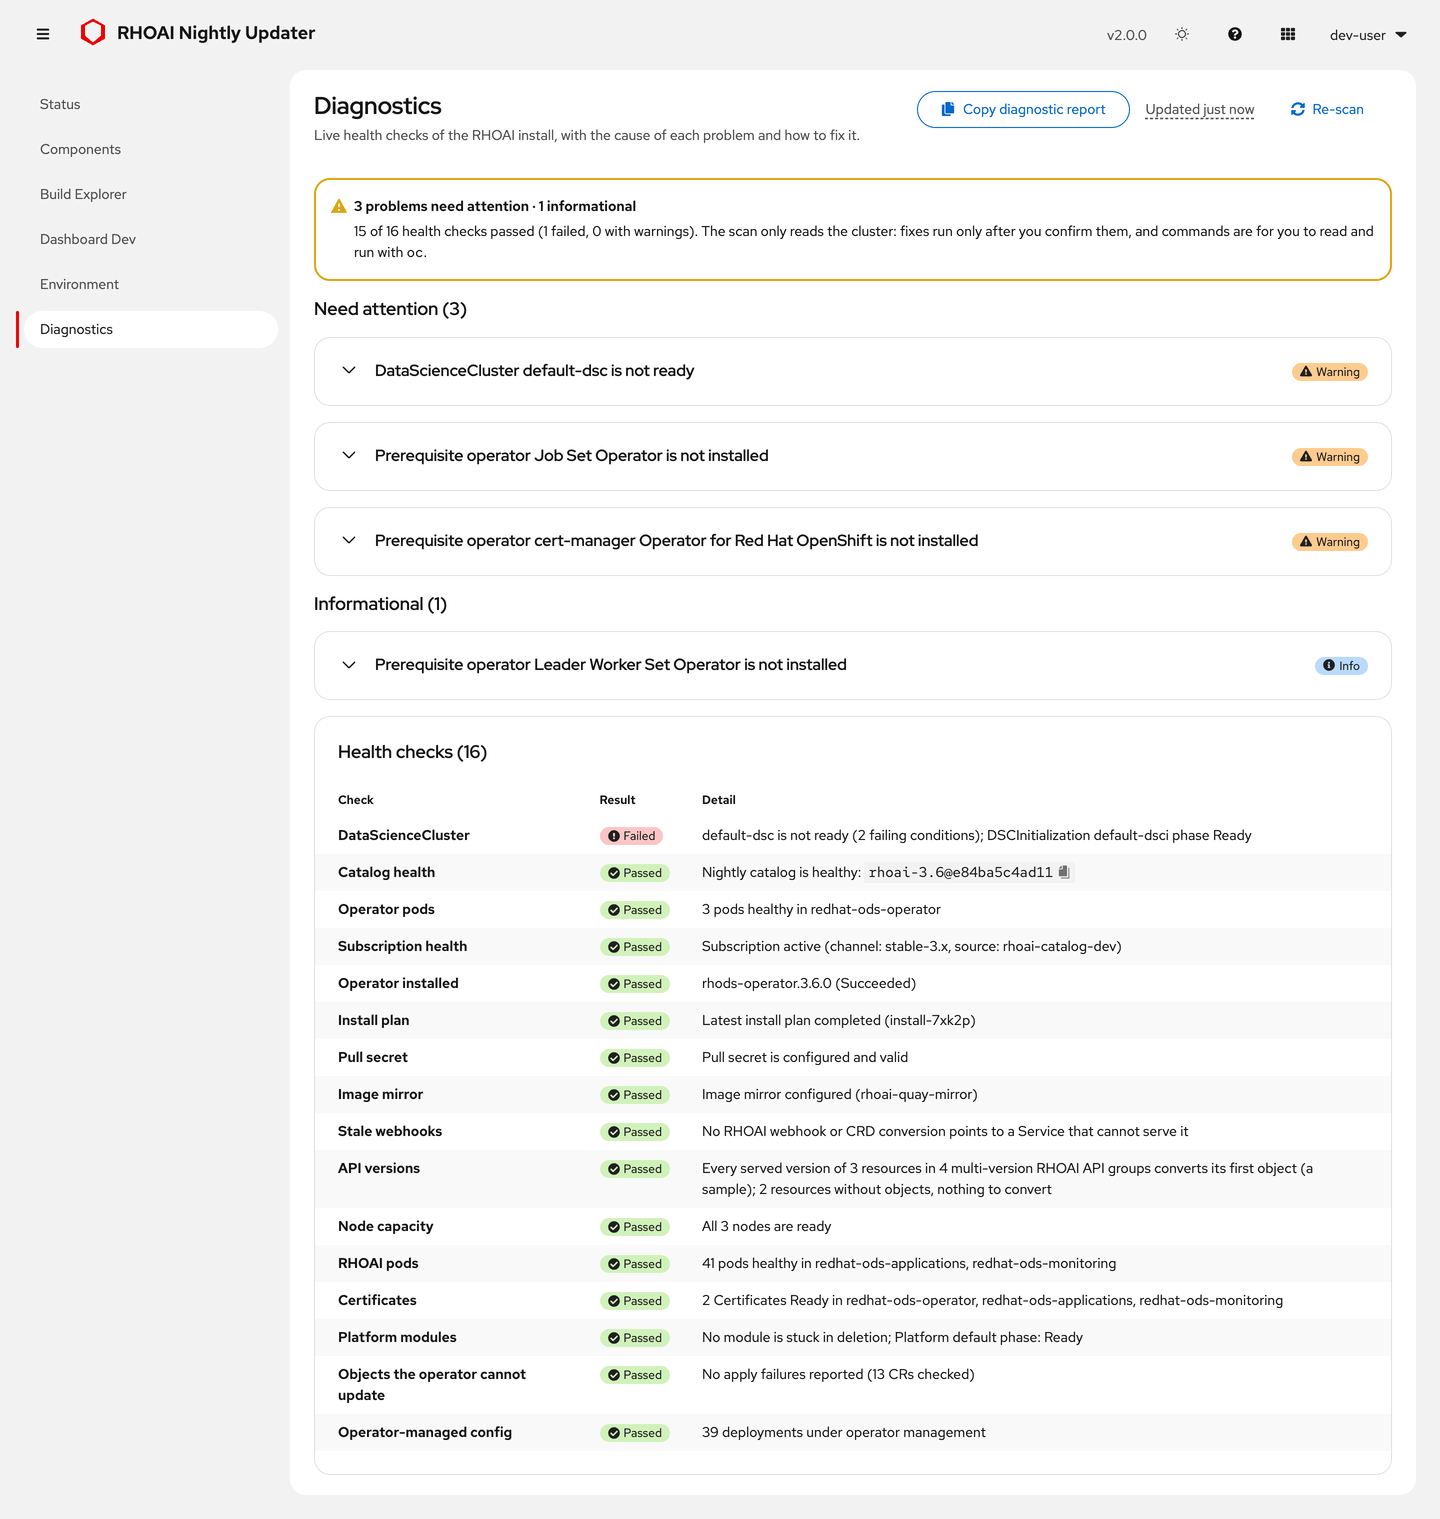 RHOAI Nightly Updater
v2.0.0
dev-user
Status
Components
Build Explorer
Dashboard Dev
Environment
Diagnostics
Diagnostics
Live health checks of the RHOAI install, with the cause of each problem and how to fix it.
Copy diagnostic report
Updated just now
Re-scan
3 problems need attention · 1 informational
15 of 16 health checks passed (1 failed, 0 with warnings). The scan only reads the cluster: fixes run only after you confirm them, and commands are for you to read and
run with oc.
Need attention (3)
DataScienceCluster default-dsc is not ready
Warning
Prerequisite operator Job Set Operator is not installed
Warning
Prerequisite operator cert-manager Operator for Red Hat OpenShift is not installed
Warning
Informational (1)
Prerequisite operator Leader Worker Set Operator is not installed
Info
Health checks (16)
Check Result Detail
DataScienceCluster Failed default-dsc is not ready (2 failing conditions); DSCInitialization default-dsci phase Ready
Catalog health Passed Nightly catalog is healthy: rhoai-3.6@e84ba5c4ad11
Operator pods Passed 3 pods healthy in redhat-ods-operator
Subscription health Passed Subscription active (channel: stable-3.x, source: rhoai-catalog-dev)
Operator installed Passed rhods-operator.3.6.0 (Succeeded)
Install plan Passed Latest install plan completed (install-7xk2p)
Pull secret Passed Pull secret is configured and valid
Image mirror Passed Image mirror configured (rhoai-quay-mirror)
Stale webhooks Passed No RHOAI webhook or CRD conversion points to a Service that cannot serve it
API versions Passed Every served version of 3 resources in 4 multi-version RHOAI API groups converts its first object (a
sample); 2 resources without objects, nothing to convert
Node capacity Passed All 3 nodes are ready
RHOAI pods Passed 41 pods healthy in redhat-ods-applications, redhat-ods-monitoring
Certificates Passed 2 Certificates Ready in redhat-ods-operator, redhat-ods-applications, redhat-ods-monitoring
Platform modules Passed No module is stuck in deletion; Platform default phase: Ready
Objects the operator cannot Passed No apply failures reported (13 CRs checked)
update
Operator-managed config Passed 39 deployments under operator management